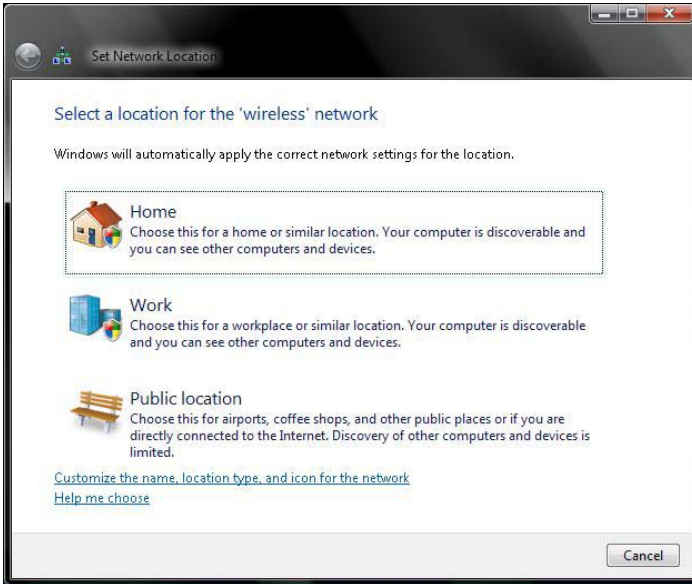 Set Network Location
Select a location for the 'wireless' network
Windows will automatically apply the correct network settings for the location.
Home
Choose this for a home or similar location. Your computer is discoverable and
you can see other computers and devices.
Work
Choose this for a workplace or similar location. Your computer is discoverable
and you can see other computers and devices.
Public location
Choose this for airports, coffee shops, and other public places or if you are
directly connected to the Internet. Discovery of other computers and devices is
limited.
Customize the name, location type, and icon for the network
Help me choose
Cancel